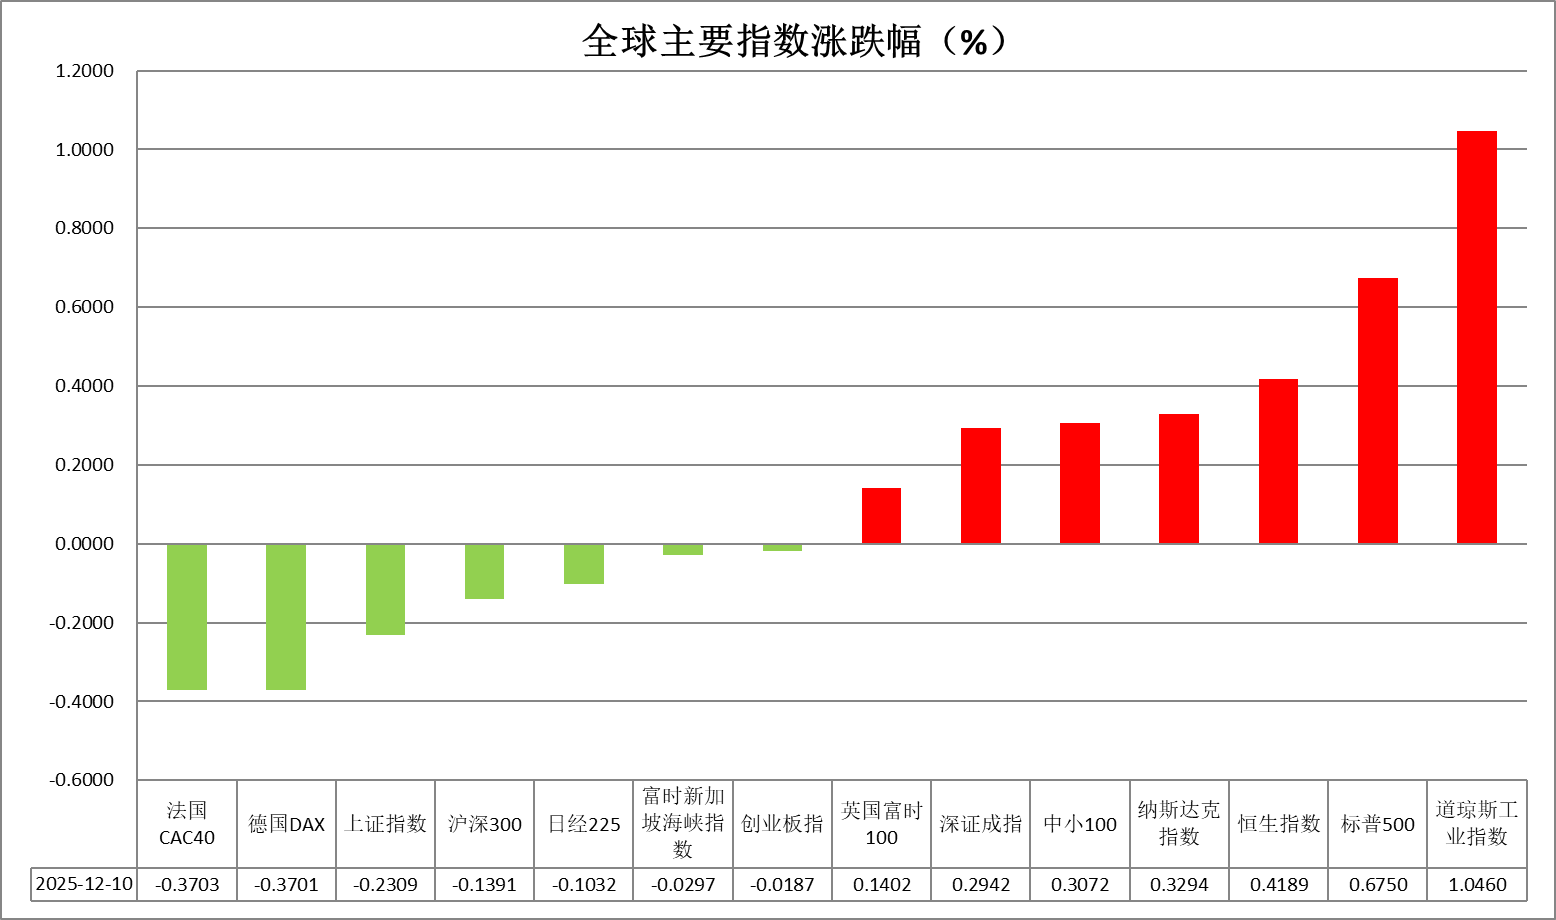 全球主要指数涨跌幅（%）
1.2000
1.0000
0.8000
0.6000
0.4000
0.2000
0.0000
-0.2000
-0.4000
-0.6000
法国
CAC40
德国DAX
上证指数
沪深300
日经225
富时新加
坡海峡指
数
创业板指
英国富时
100
深证成指
中小100
纳斯达克
指数
恒生指数
标普500
道琼斯工
业指数
2025-12-10 -0.3703 -0.3701 -0.2309 -0.1391 -0.1032 -0.0297 -0.0187 0.1402 0.2942 0.3072 0.3294 0.4189 0.6750 1.0460